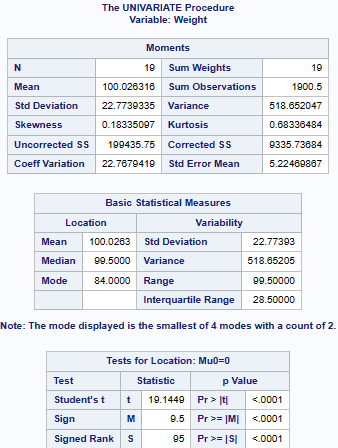 The UNIVARIATE Procedure
Variable: Weight
Moments
N 19 Sum Weights 19
Mean 100.026316 Sum Observations 1900.5
Std Deviation 22.7739335 Variance 518.652047
Skewness 0.18335097 Kurtosis 0.68336484
Uncorrected SS 199435.75 Corrected SS 9335.73684
Coeff Variation 22.7679419 Std Error Mean 5.22469867
Basic Statistical Measures
Location Variability
Mean 100.0263 Std Deviation 22.77393
Median 99.5000 Variance 518.65205
Mode 84.0000 Range 99.50000
Interquartile Range 28.50000
Note: The mode displayed is the smallest of 4 modes with a count of 2.
Tests for Location: Mu0=0
Test Statistic p Value
Student's t t 19.1449 Pr > |t| <.0001
Sign M 9.5 Pr >= |M| <.0001
Signed Rank S 95 Pr >= |S| <.0001